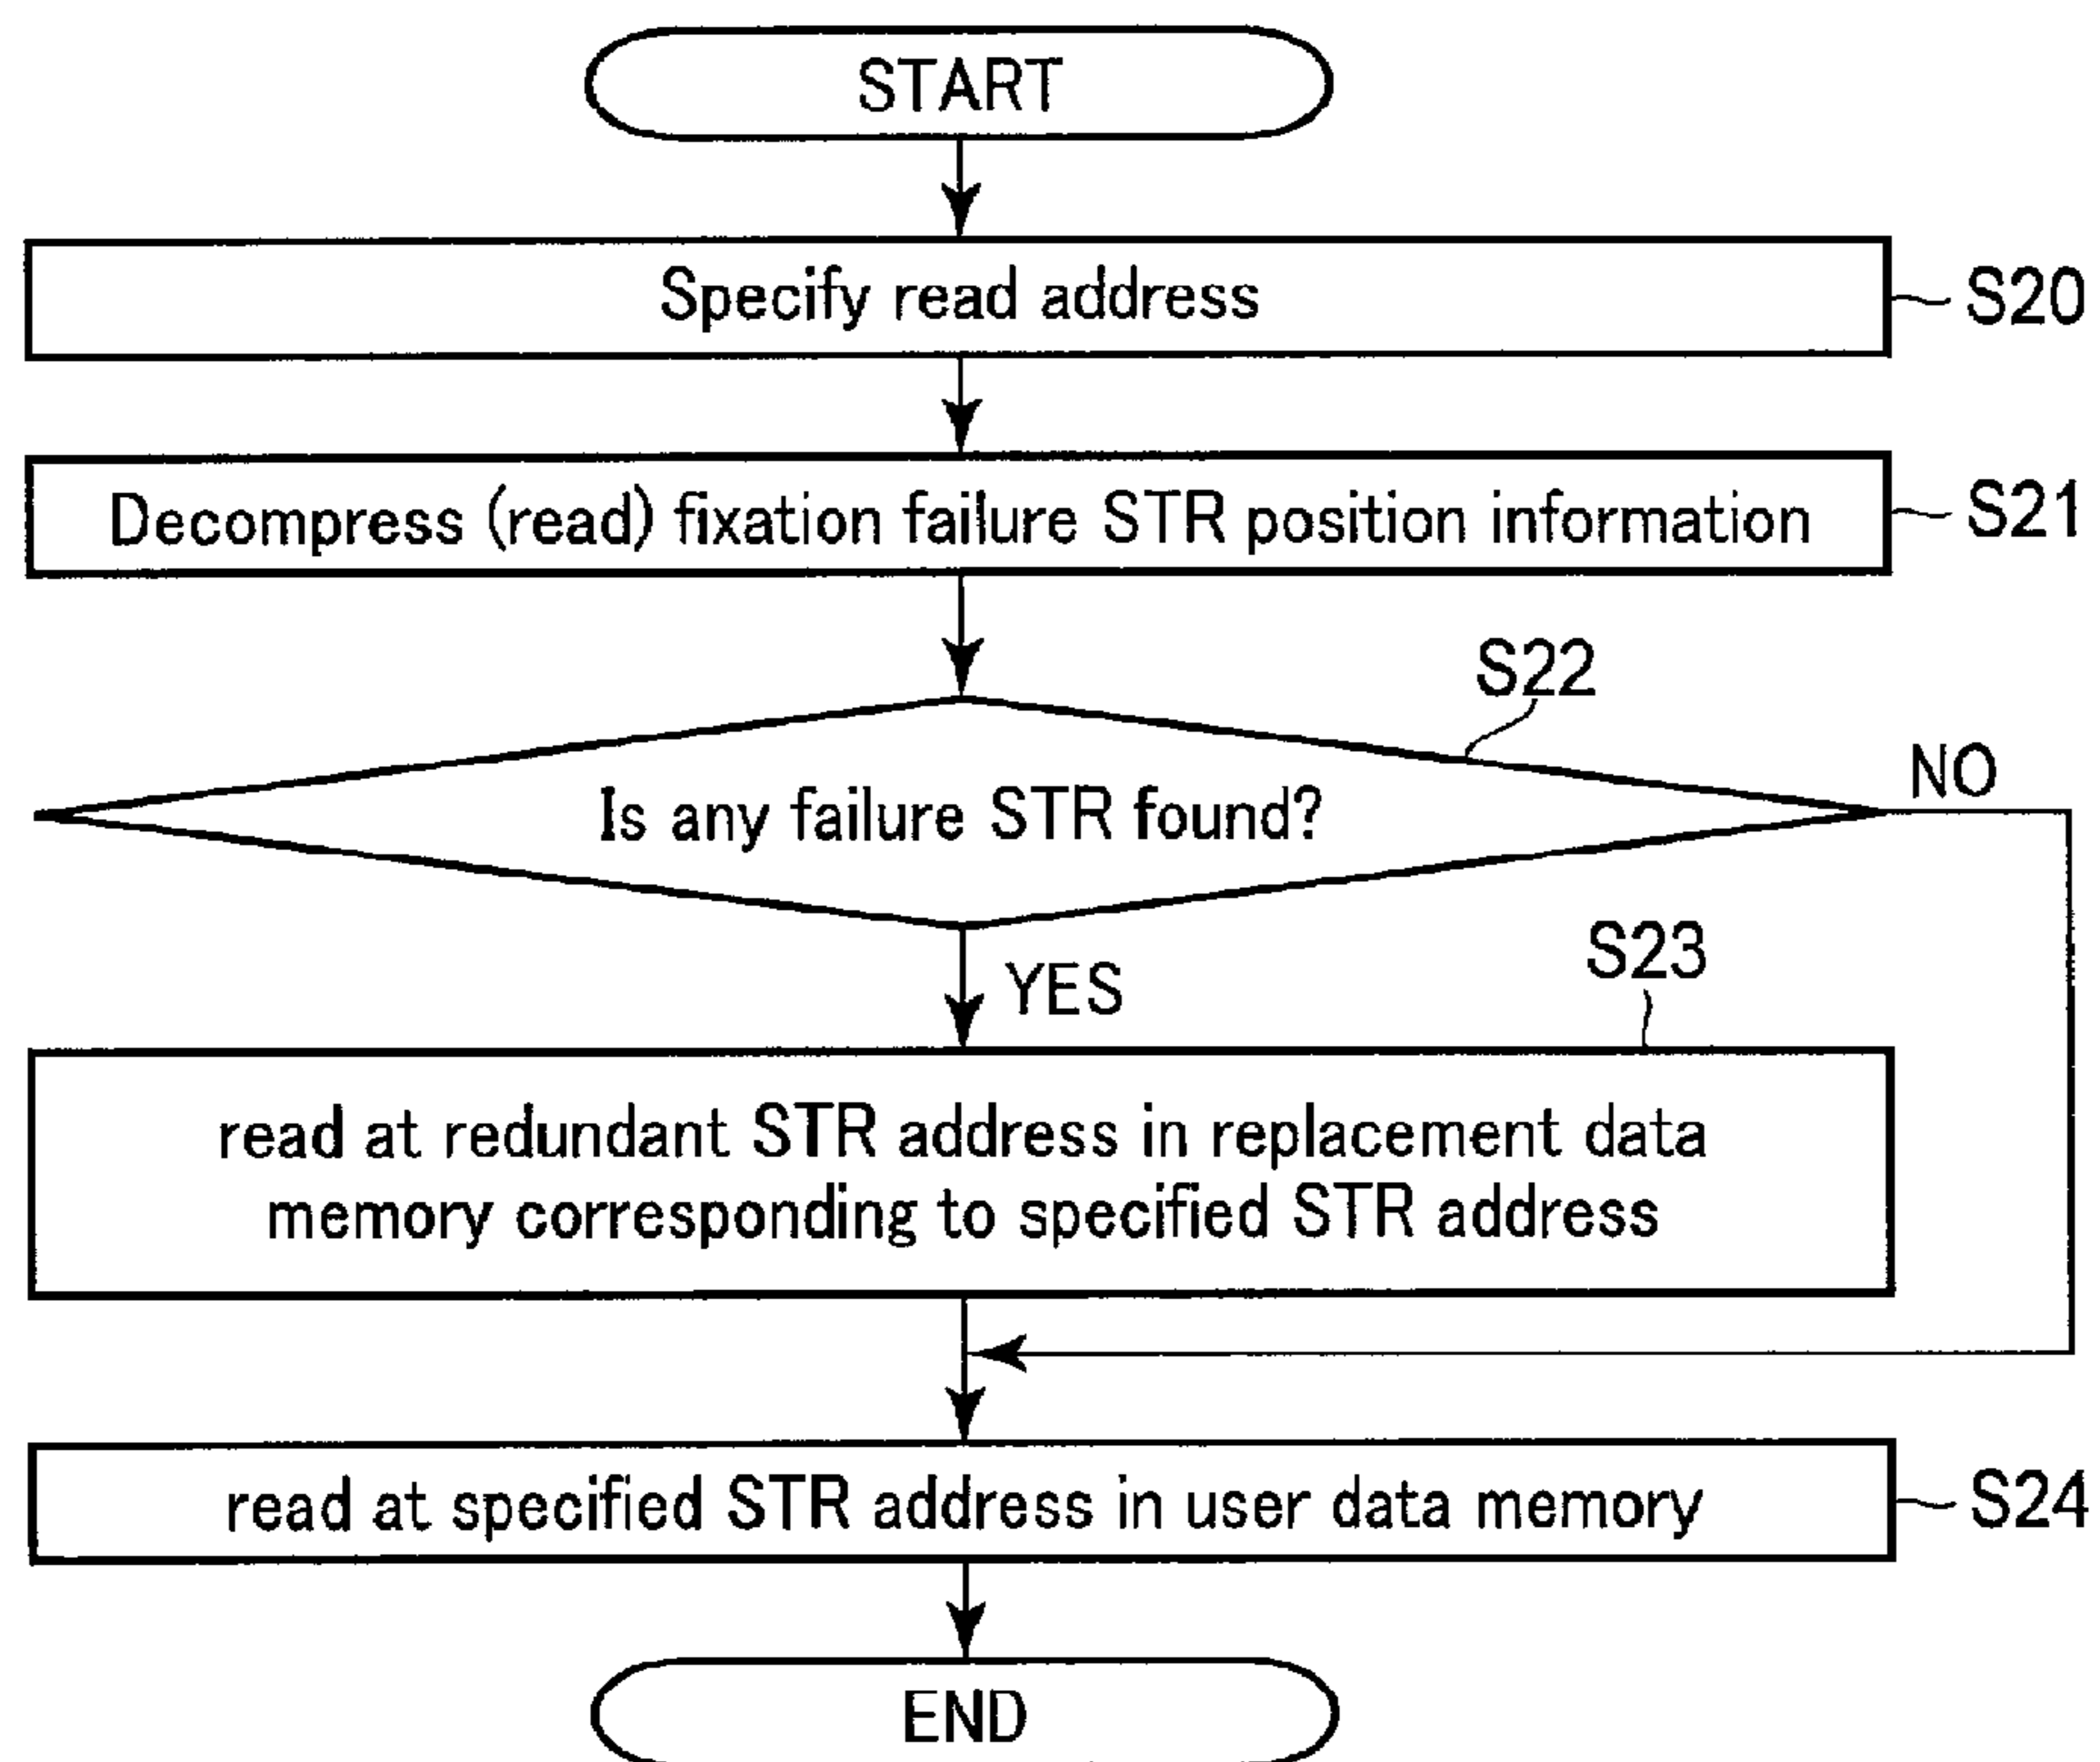 START
Specify read address
S20
Decompress (read) fixation failure STR position information
S21
S22
NO
Is any failure STR found?
YES
S23
read at redundant STR address in replacement data
memory corresponding to specified STR address
read at specified STR address in user data memory
S24
END